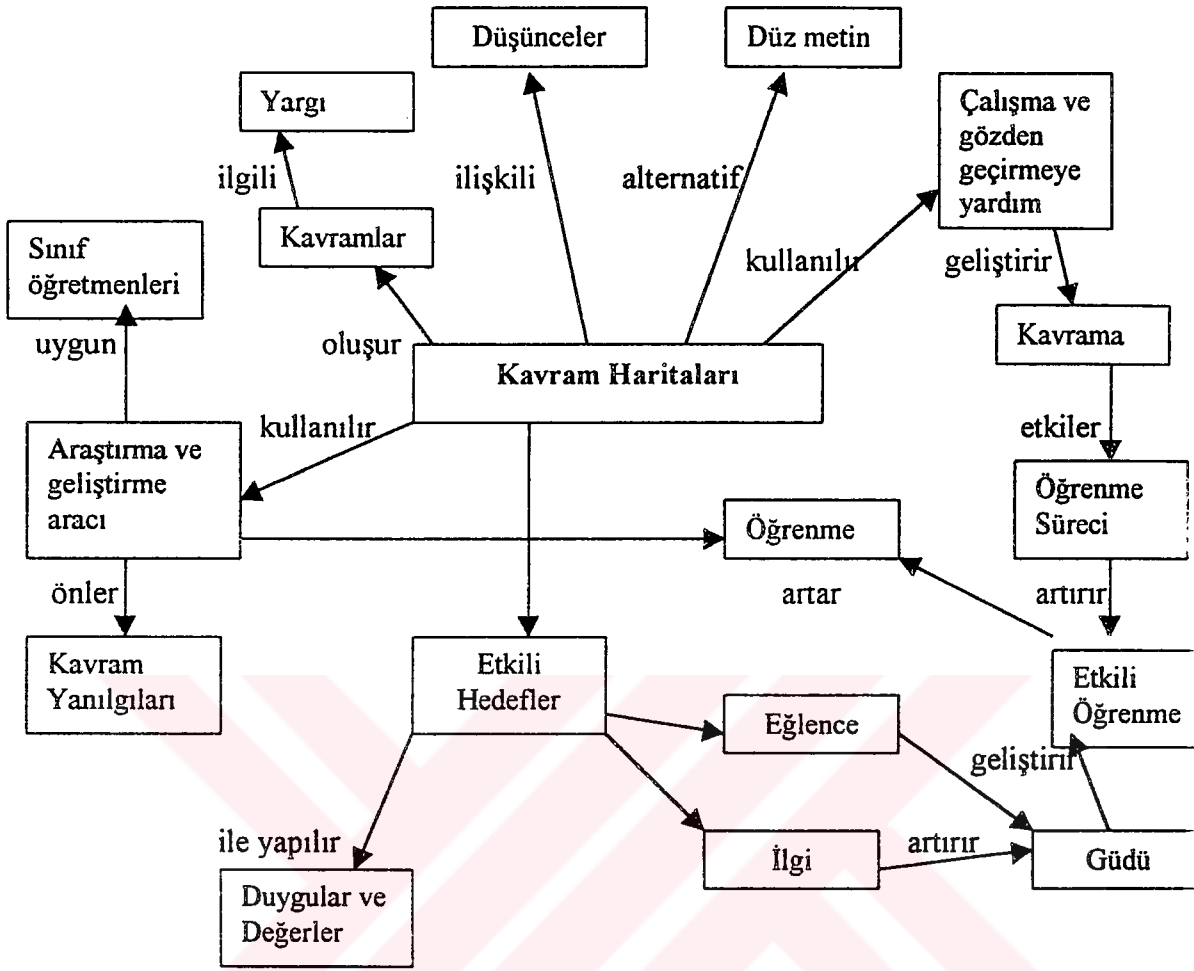 Düşünceler
Düz metin
Yargı
Çalışma ve
gözden
geçirmeye
yardım
ilgili
ilişkili
alternatif
Kavramlar
Sınıf
öğretmenleri
kullanılır
geliştirir
uygun
oluşur
Kavrama
Kavram Haritaları
kullanılır
etkiler
Araştırma ve
geliştirme
aracı
Öğrenme
Süreci
Öğrenme
önler
artar
artırır
Kavram
Yanılgıları
Etkili
Hedefler
Etkili
Öğrenme
Eğlence
geliştirir
ile yapılır
İlgi
artırır
Güdü
Duygular ve
Değerler